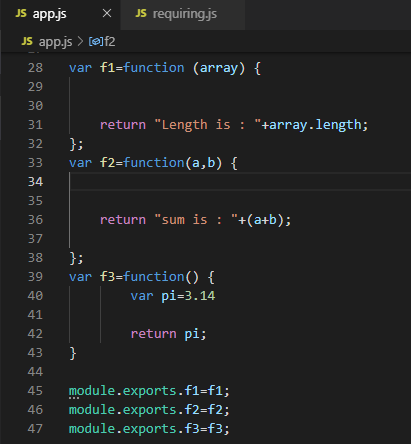 JS app.js × JS requiring.js
JS app.js > f2
28 var f1=function (array) {
29
30
31 return "Length is : "+array.length;
32 };
33 var f2=function(a,b) {
34
35
36 return "sum is : "+(a+b);
37
38 };
39 var f3=function() {
40 var pi=3.14
41
42 return pi;
43 }
44
45 module.exports.f1=f1;
46 module.exports.f2=f2;
47 module.exports.f3=f3;